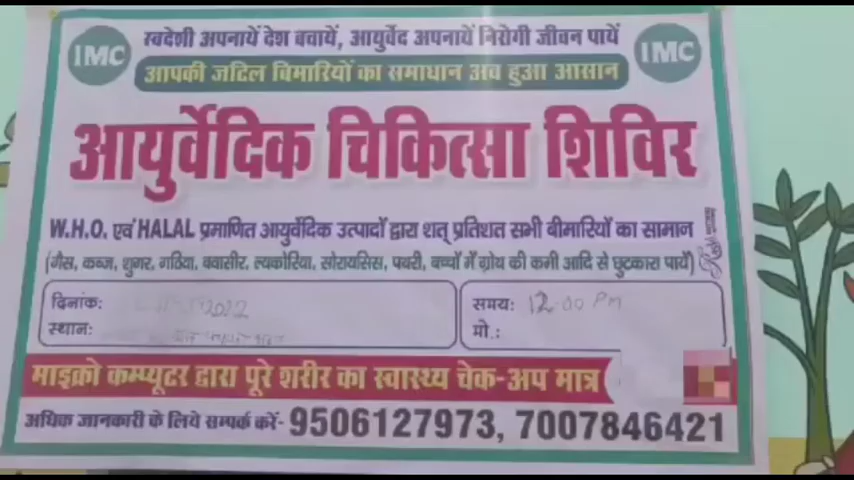 IMC
स्वदेशी अपनायें देश बचायें, आयुर्वेद अपनायें निरोगी जीवन पायें
IMC
आपकी जटिल बिमारियों का समाधान अब हुआ आसान
आयुर्वेदिक चिकित्सा शिविर
W.H.O. एवं HALAL प्रमाणित आयुर्वेदिक उत्पादों द्वारा शत् प्रतिशत सभी बीमारियों का सामान
(गैस, कब्ज, शुगर, गठिया, बवासीर, ल्यकोरिया, सोरायसिस, पथरी, बच्चों में ग्रोथ की कमी आदि से छुटकारा पायें)
दिनांक: 2022
स्थान:
समय: 12:00 PM
मो.:
माइक्रो कम्प्यूटर द्वारा पूरे शरीर का स्वास्थ्य चेक-अप मात्र
अधिक जानकारी के लिये सम्पर्क करें- 9506127973, 7007846421